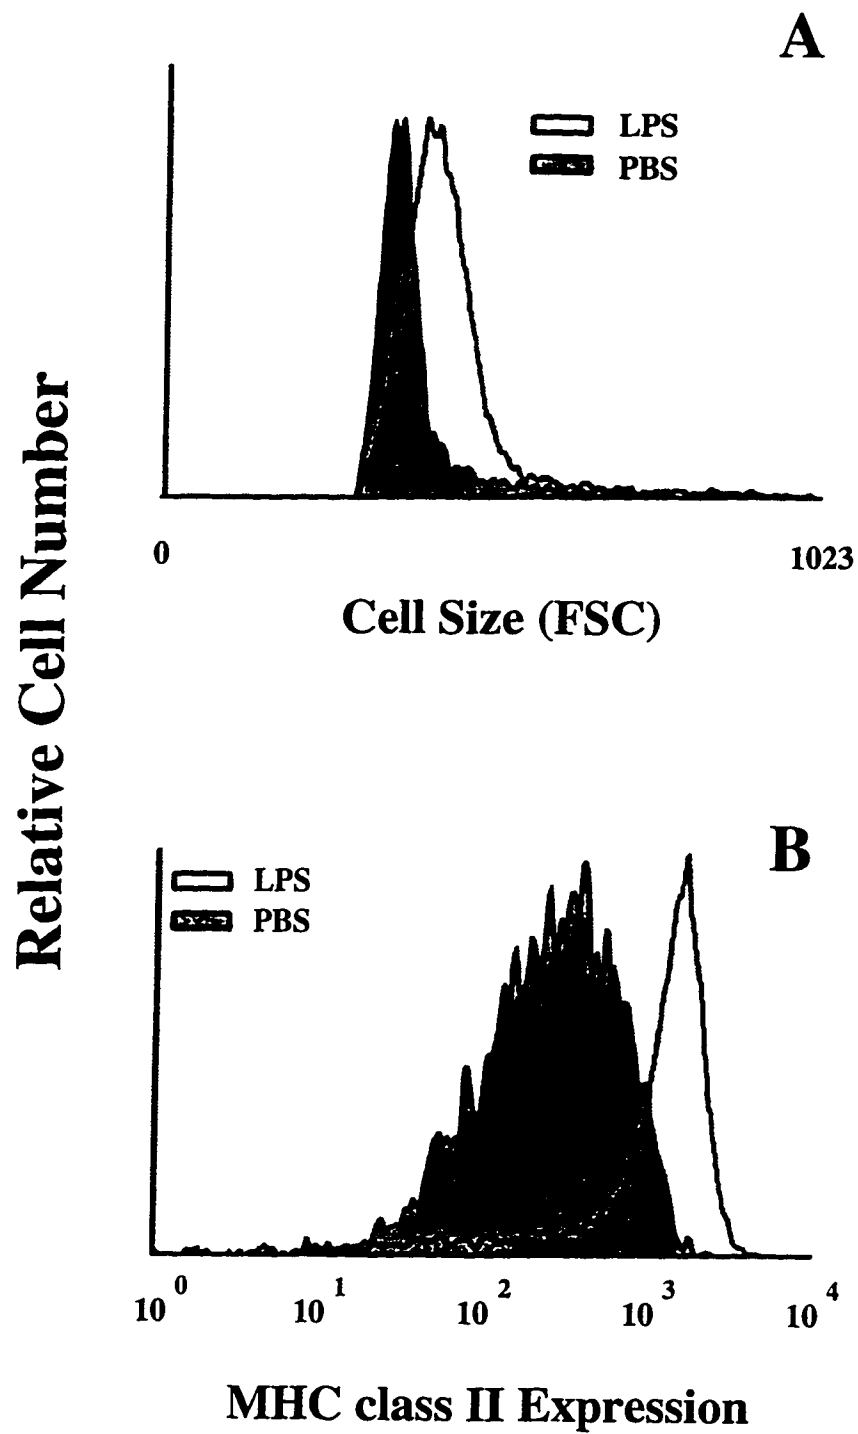 A
LPS
PBS
0 1023
Cell Size (FSC)
Relative Cell Number
B
LPS
PBS
10^0 10^1 10^2 10^3 10^4
MHC class II Expression